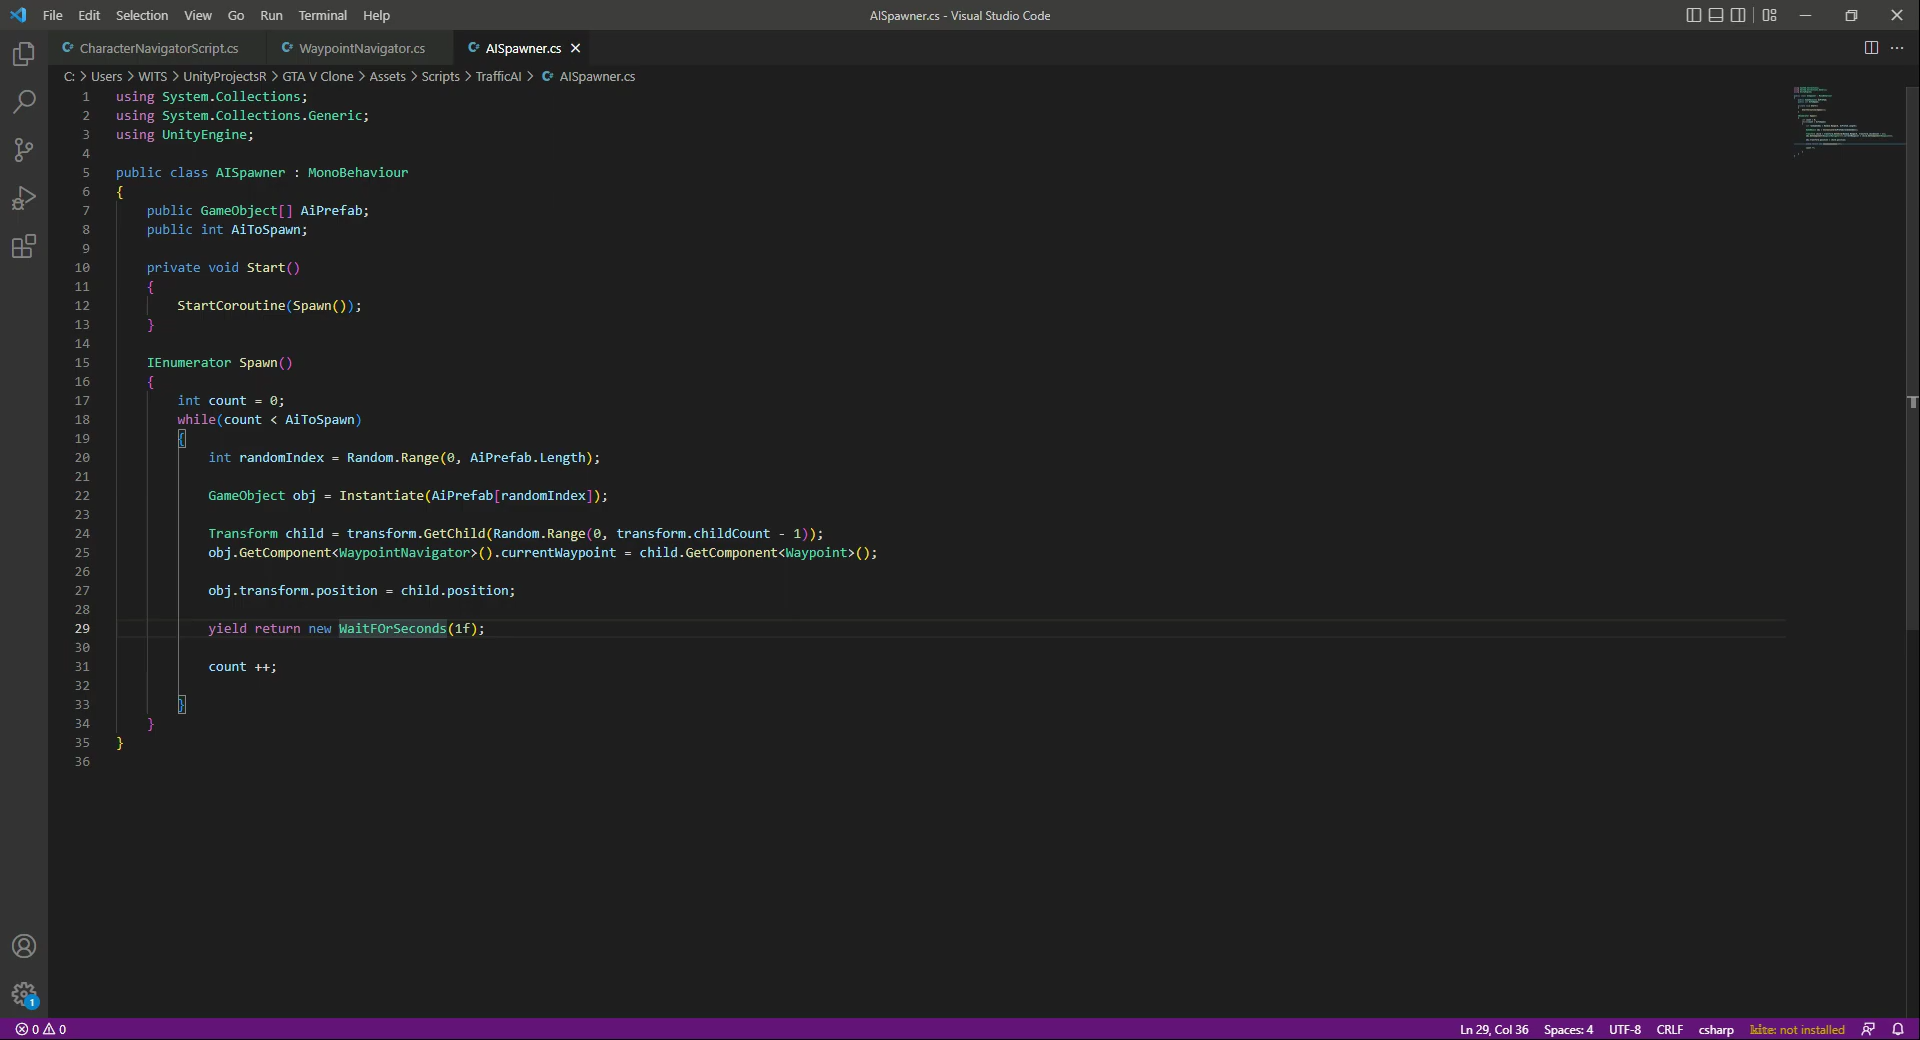 File Edit Selection View Go Run Terminal Help
AISpawner.cs - Visual Studio Code
CharacterNavigatorScript.cs
WaypointNavigator.cs
AISpawner.cs
C: > Users > WITS > UnityProjectsR > GTA V Clone > Assets > Scripts > TrafficAI > AISpawner.cs
1 using System.Collections;
2 using System.Collections.Generic;
3 using UnityEngine;
4
5 public class AISpawner : MonoBehaviour
6 {
7 public GameObject[] AiPrefab;
8 public int AiToSpawn;
9
10 private void Start()
11 {
12 StartCoroutine(Spawn());
13 }
14
15 IEnumerator Spawn()
16 {
17 int count = 0;
18 while(count < AiToSpawn)
19 {
20 int randomIndex = Random.Range(0, AiPrefab.Length);
21
22 GameObject obj = Instantiate(AiPrefab[randomIndex]);
23
24 Transform child = transform.GetChild(Random.Range(0, transform.childCount - 1));
25 obj.GetComponent<WaypointNavigator>().currentWaypoint = child.GetComponent<Waypoint>();
26
27 obj.transform.position = child.position;
28
29 yield return new WaitFOrSeconds(1f);
30
31 count ++;
32
33 }
34 }
35 }
36
1
0 0 Ln 29, Col 36 Spaces: 4 UTF-8 CRLF csharp kite: not installed